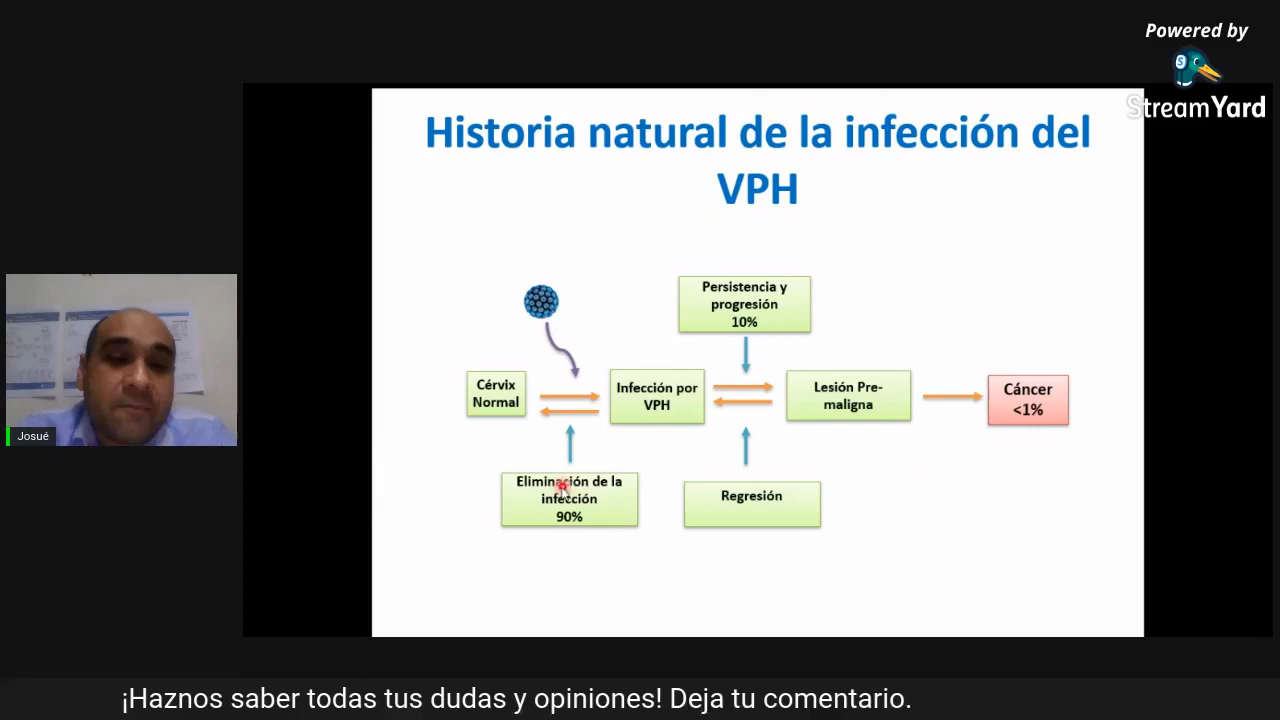 Powered by
StreamYard
Historia natural de la infección del
VPH
Persistencia y
progresión
10%
Cérvix
Normal
Infección por
VPH
Lesión Pre-
maligna
Cáncer
<1%
Eliminación de la
infección
90%
Regresión
Josué
¡Haznos saber todas tus dudas y opiniones! Deja tu comentario.